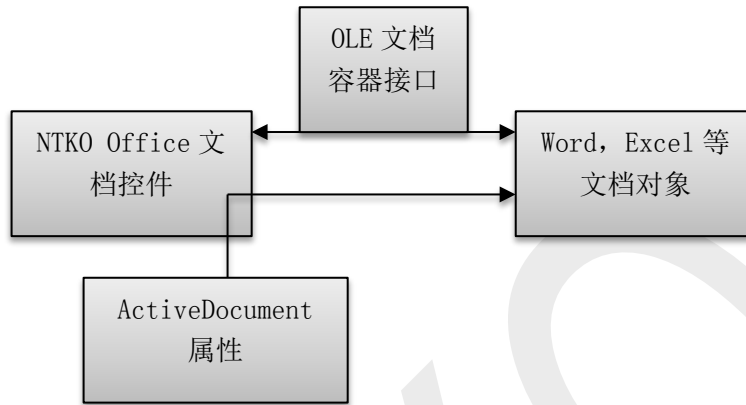 OLE 文档
容器接口
NTKO Office 文
档控件
Word，Excel 等
文档对象
ActiveDocument
属性